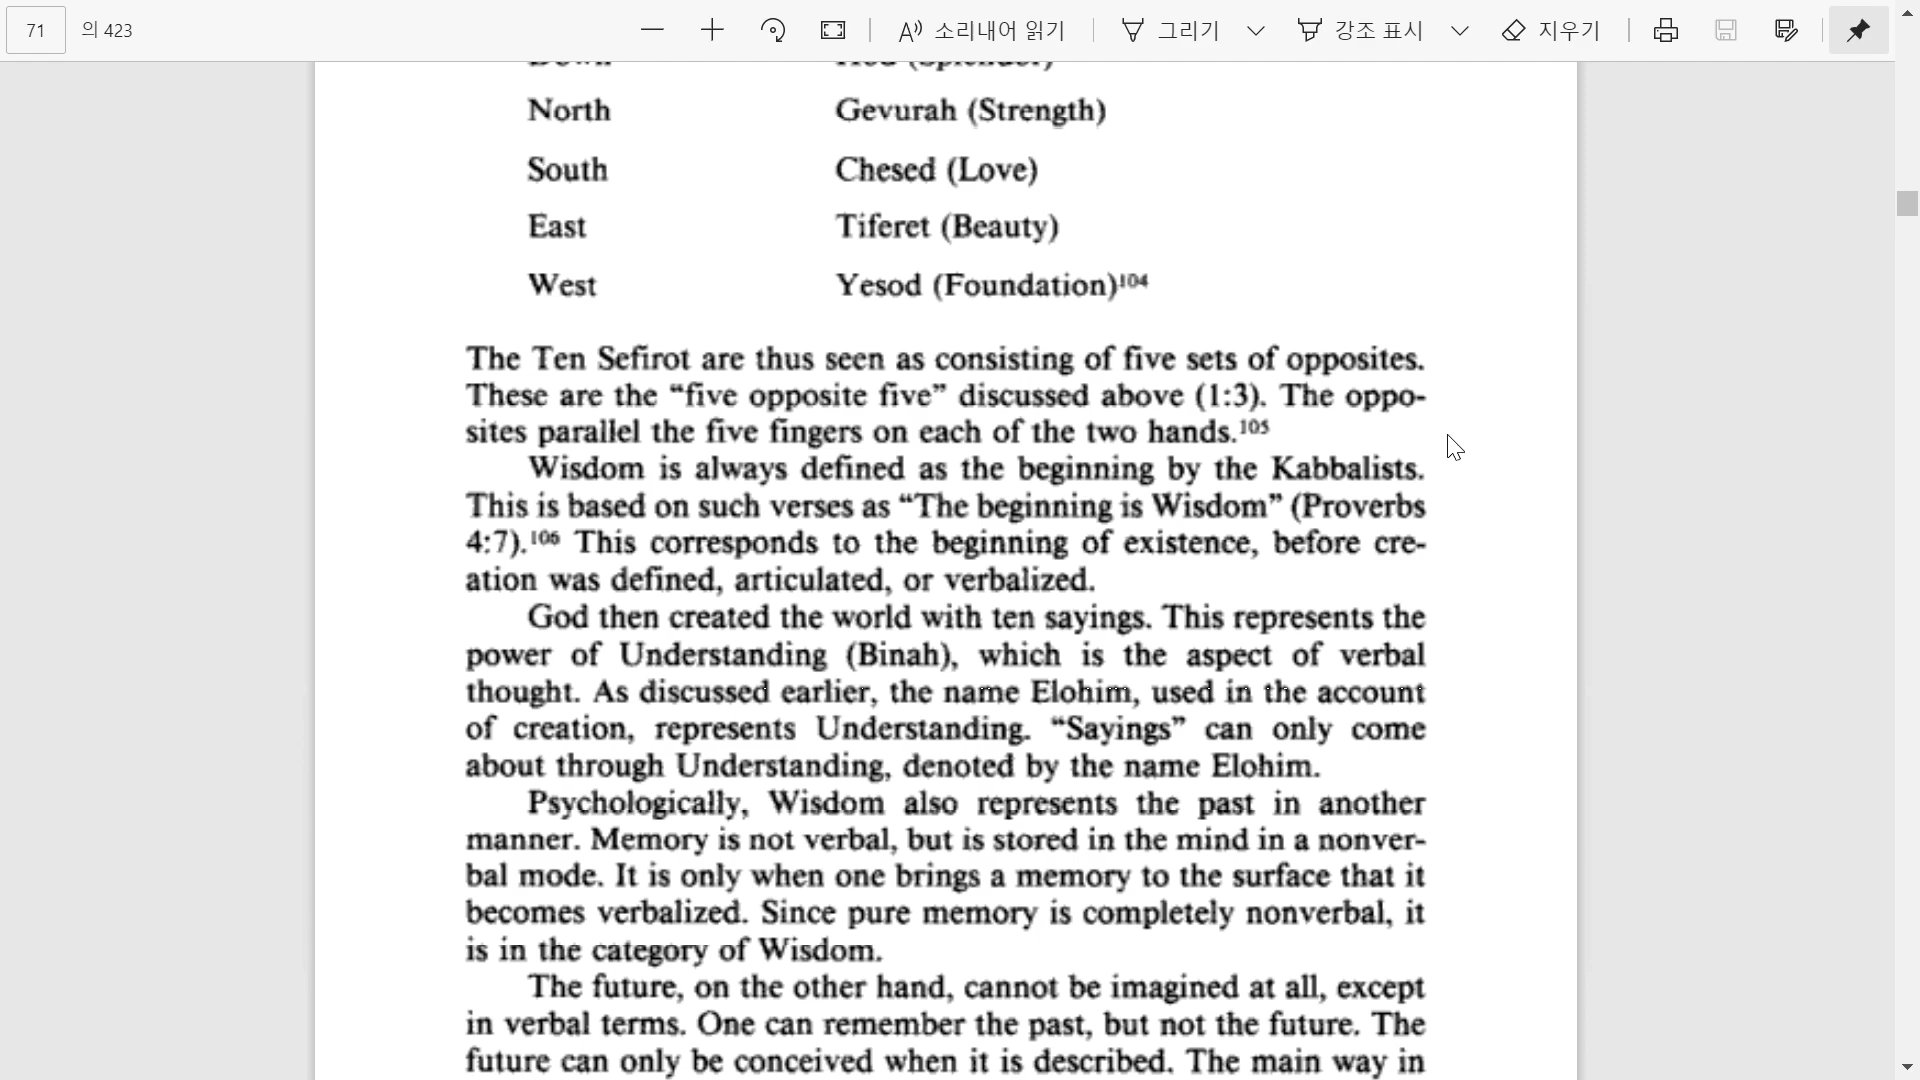 71 의 423 소리내어 읽기 그리기 강조 표시 지우기
North Gevurah (Strength)
South Chesed (Love)
East Tiferet (Beauty)
West Yesod (Foundation)¹⁰⁴
The Ten Sefirot are thus seen as consisting of five sets of opposites.
These are the “five opposite five” discussed above (1:3). The oppo-
sites parallel the five fingers on each of the two hands.¹⁰⁵
Wisdom is always defined as the beginning by the Kabbalists.
This is based on such verses as “The beginning is Wisdom” (Proverbs
4:7).¹⁰⁶ This corresponds to the beginning of existence, before cre-
ation was defined, articulated, or verbalized.
God then created the world with ten sayings. This represents the
power of Understanding (Binah), which is the aspect of verbal
thought. As discussed earlier, the name Elohim, used in the account
of creation, represents Understanding. “Sayings” can only come
about through Understanding, denoted by the name Elohim.
Psychologically, Wisdom also represents the past in another
manner. Memory is not verbal, but is stored in the mind in a nonver-
bal mode. It is only when one brings a memory to the surface that it
becomes verbalized. Since pure memory is completely nonverbal, it
is in the category of Wisdom.
The future, on the other hand, cannot be imagined at all, except
in verbal terms. One can remember the past, but not the future. The
future can only be conceived when it is described. The main way in